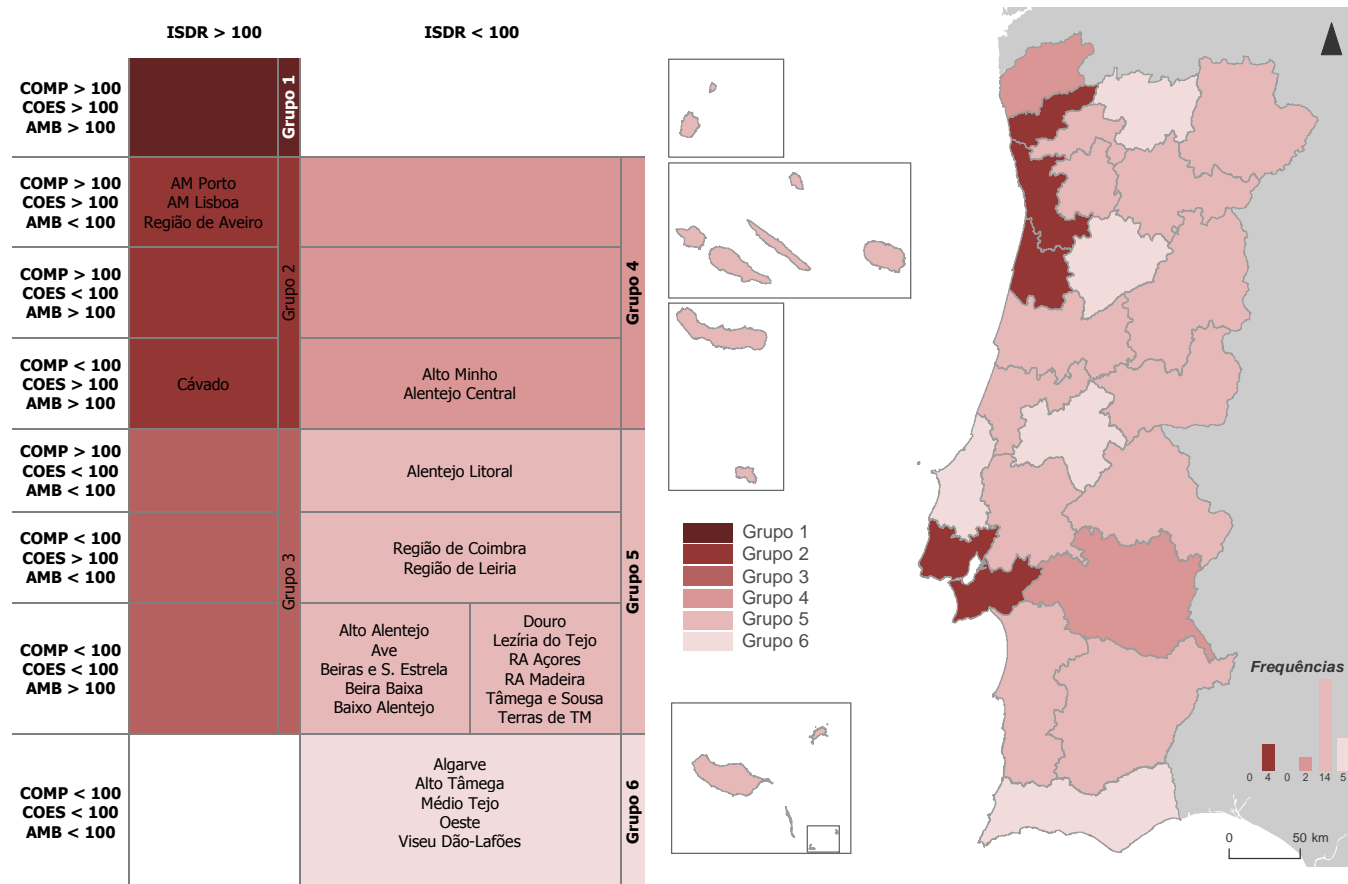 ISDR > 100
ISDR < 100
COMP > 100
COES > 100
AMB > 100
Grupo 1
COMP > 100
COES > 100
AMB < 100
AM Porto
AM Lisboa
Região de Aveiro
COMP > 100
COES < 100
AMB > 100
Grupo 2
Grupo 4
COMP < 100
COES > 100
AMB > 100
Cávado
Alto Minho
Alentejo Central
COMP > 100
COES < 100
AMB < 100
Alentejo Litoral
COMP < 100
COES > 100
AMB < 100
Grupo 3
Região de Coimbra
Região de Leiria
Grupo 5
COMP < 100
COES < 100
AMB > 100
Alto Alentejo
Ave
Beiras e S. Estrela
Beira Baixa
Baixo Alentejo
Douro
Lezíria do Tejo
RA Açores
RA Madeira
Tâmega e Sousa
Terras de TM
COMP < 100
COES < 100
AMB < 100
Algarve
Alto Tâmega
Médio Tejo
Oeste
Viseu Dão-Lafões
Grupo 6
Grupo 1
Grupo 2
Grupo 3
Grupo 4
Grupo 5
Grupo 6
Frequências
0 4 0 2 14 5
0 50 km